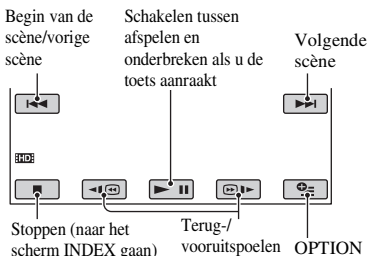 Begin van de
scène/vorige
scène
Schakelen tussen
afspelen en
onderbreken als u de
toets aanraakt
Volgende
scène
HD
Stoppen (naar het
scherm INDEX gaan)
Terug-/
vooruitspoelen
OPTION